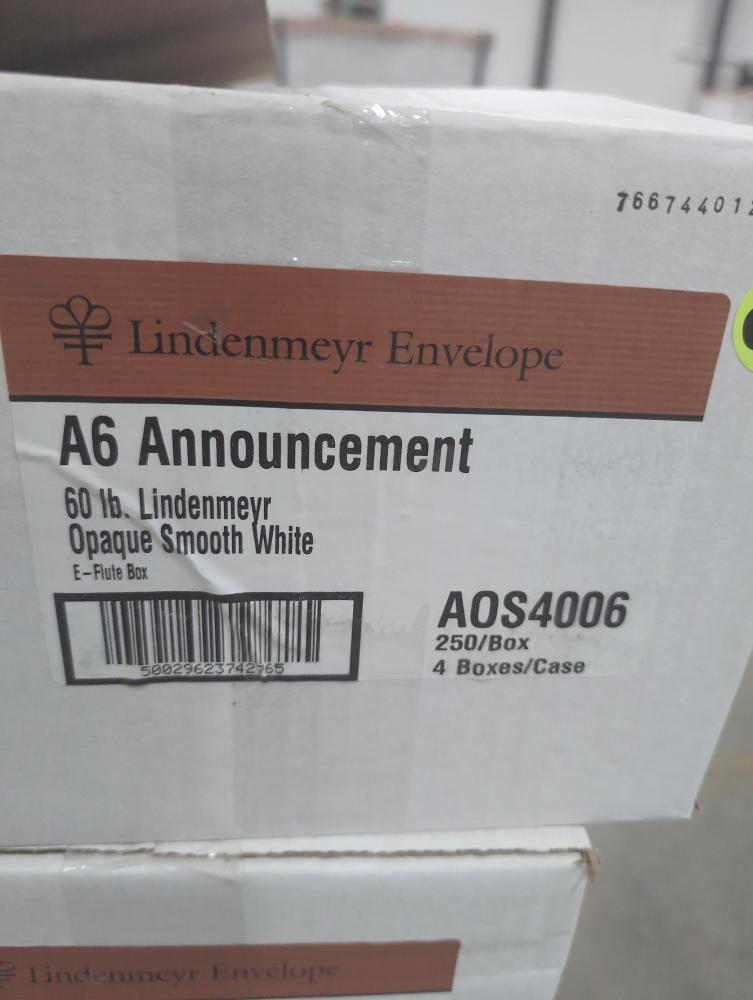 Lindenmeyr Envelope
A6 Announcement
60 lb. Lindenmeyr
Opaque Smooth White
E-Flute Box
50029623742765
AOS4006
250/Box
4 Boxes/Case
Lindenmeyr Envelope